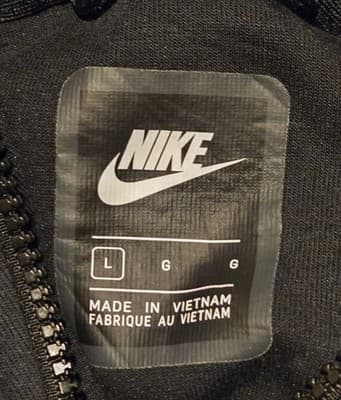 NIKE
L G G
MADE IN VIETNAM
FABRIQUE AU VIETNAM